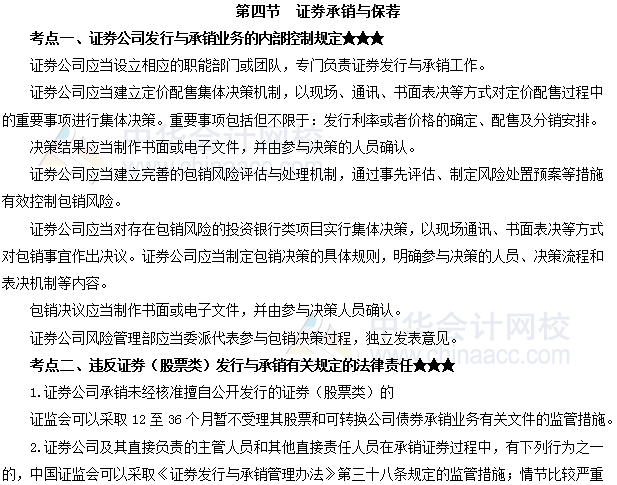 第四节　证券承销与保荐
考点一、证券公司发行与承销业务的内部控制规定★★★
证券公司应当设立相应的职能部门或团队，专门负责证券发行与承销工作。
证券公司应当建立定价配售集体决策机制，以现场、通讯、书面表决等方式对定价配售过程中
的重要事项进行集体决策。重要事项包括但不限于：发行利率或者价格的确定、配售及分销安排。
决策结果应当制作书面或电子文件，并由参与决策的人员确认。
证券公司应当建立完善的包销风险评估与处理机制，通过事先评估、制定风险处置预案等措施
有效控制包销风险。
证券公司应当对存在包销风险的投资银行类项目实行集体决策，以现场通讯、书面表决等方式
对包销事宜作出决议。证券公司应当制定包销决策的具体规则，明确参与决策的人员、决策流程和
表决机制等内容。
包销决议应当制作书面或电子文件，并由参与决策人员确认。
证券公司风险管理部应当委派代表参与包销决策过程，独立发表意见。
考点二、违反证券（股票类）发行与承销有关规定的法律责任★★★
1.证券公司承销未经核准擅自公开发行的证券（股票类）的
证监会可以采取 12 至 36 个月暂不受理其股票和可转换公司债券承销业务有关文件的监管措施。
2.证券公司及其直接负责的主管人员和其他直接责任人员在承销证券过程中，有下列行为之一
的，中国证监会可以采取《证券发行与承销管理办法》第三十八条规定的监管措施；情节比较严重
中华会计网校
www.chinaacc.com
中华会计网校
www.chinaacc.com